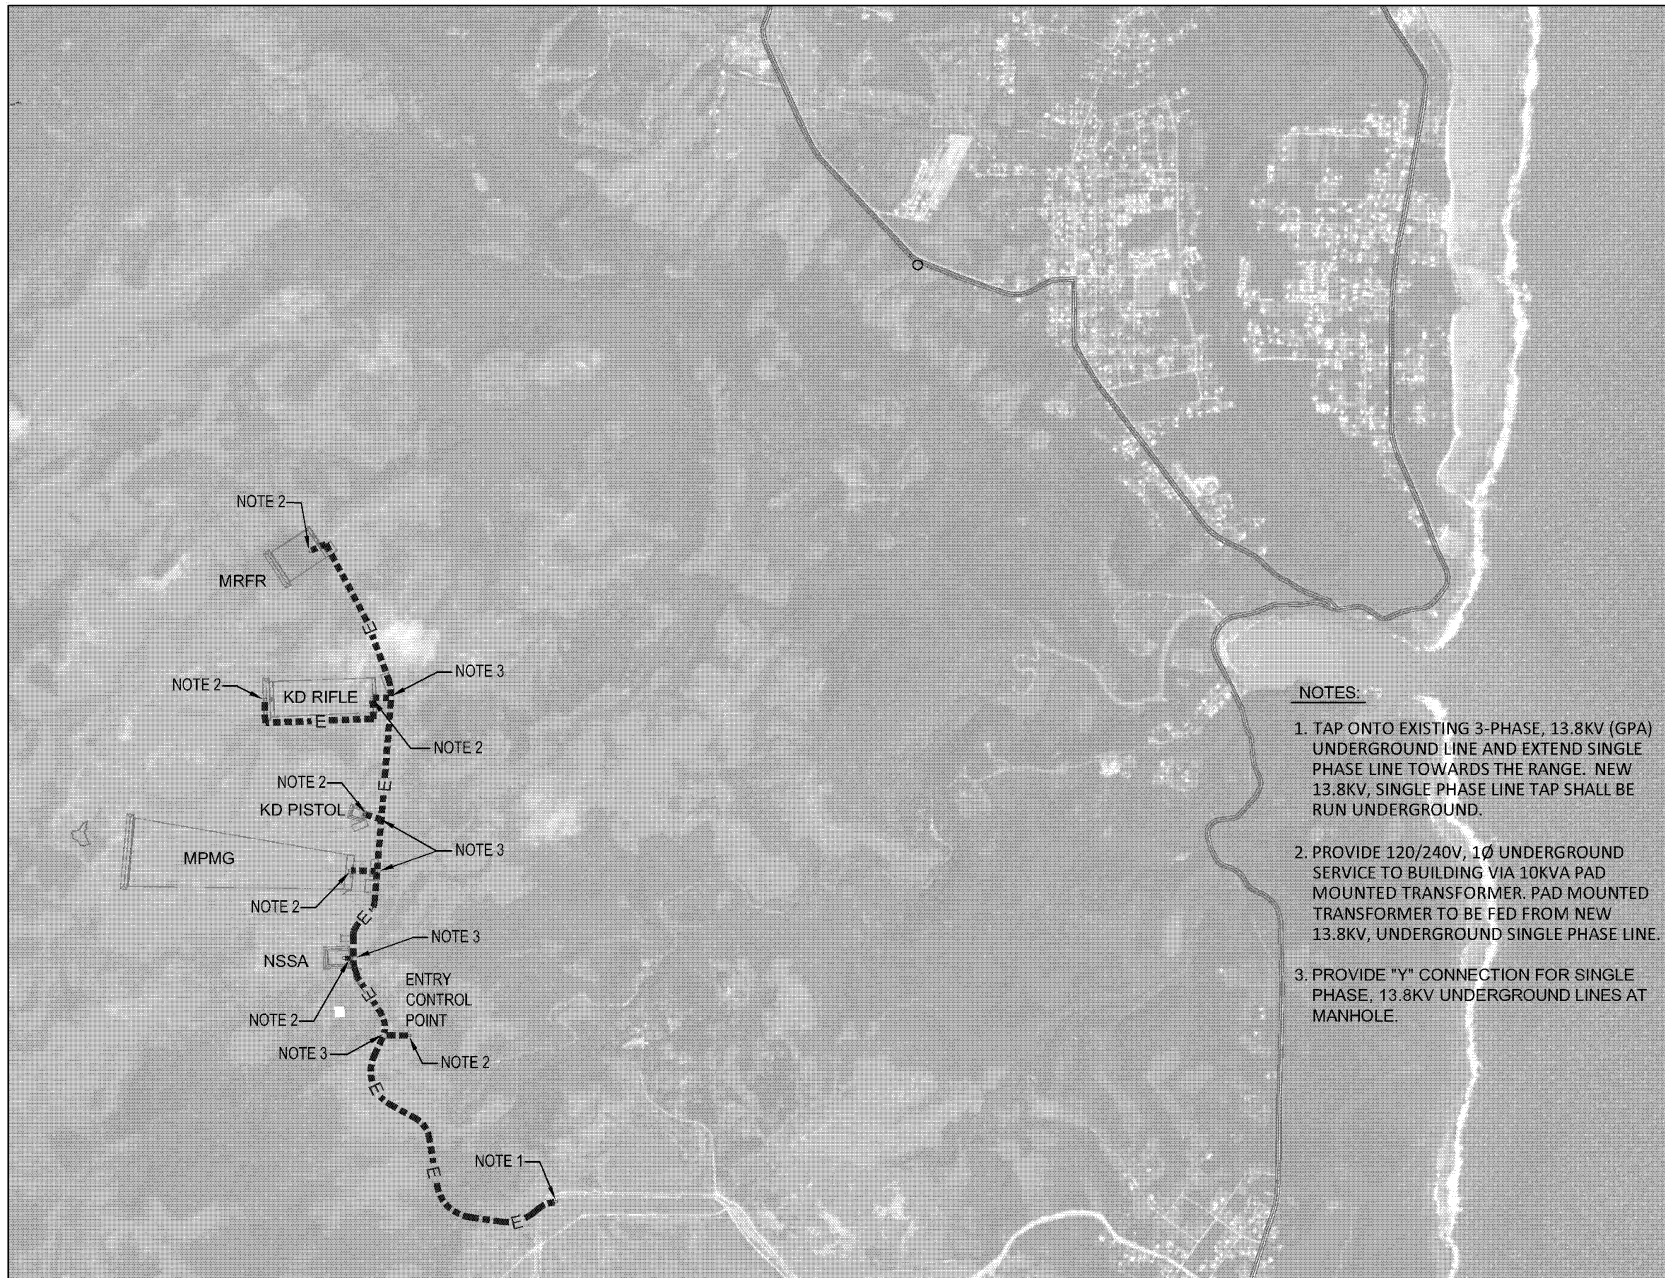 NOTE 2
MRFR
E
NOTE 3
NOTE 2
KD RIFLE
E
NOTE 2
NOTE 2
E
KD PISTOL
NOTE 3
MPMG
NOTE 2
E
NOTE 3
NSSA
ENTRY
CONTROL
POINT
E
NOTE 2
NOTE 3
NOTE 2
E
NOTE 1
E
E
NOTES:
1. TAP ONTO EXISTING 3-PHASE, 13.8KV (GPA)
UNDERGROUND LINE AND EXTEND SINGLE
PHASE LINE TOWARDS THE RANGE. NEW
13.8KV, SINGLE PHASE LINE TAP SHALL BE
RUN UNDERGROUND.
2. PROVIDE 120/240V, 1Ø UNDERGROUND
SERVICE TO BUILDING VIA 10KVA PAD
MOUNTED TRANSFORMER. PAD MOUNTED
TRANSFORMER TO BE FED FROM NEW
13.8KV, UNDERGROUND SINGLE PHASE LINE.
3. PROVIDE "Y" CONNECTION FOR SINGLE
PHASE, 13.8KV UNDERGROUND LINES AT
MANHOLE.